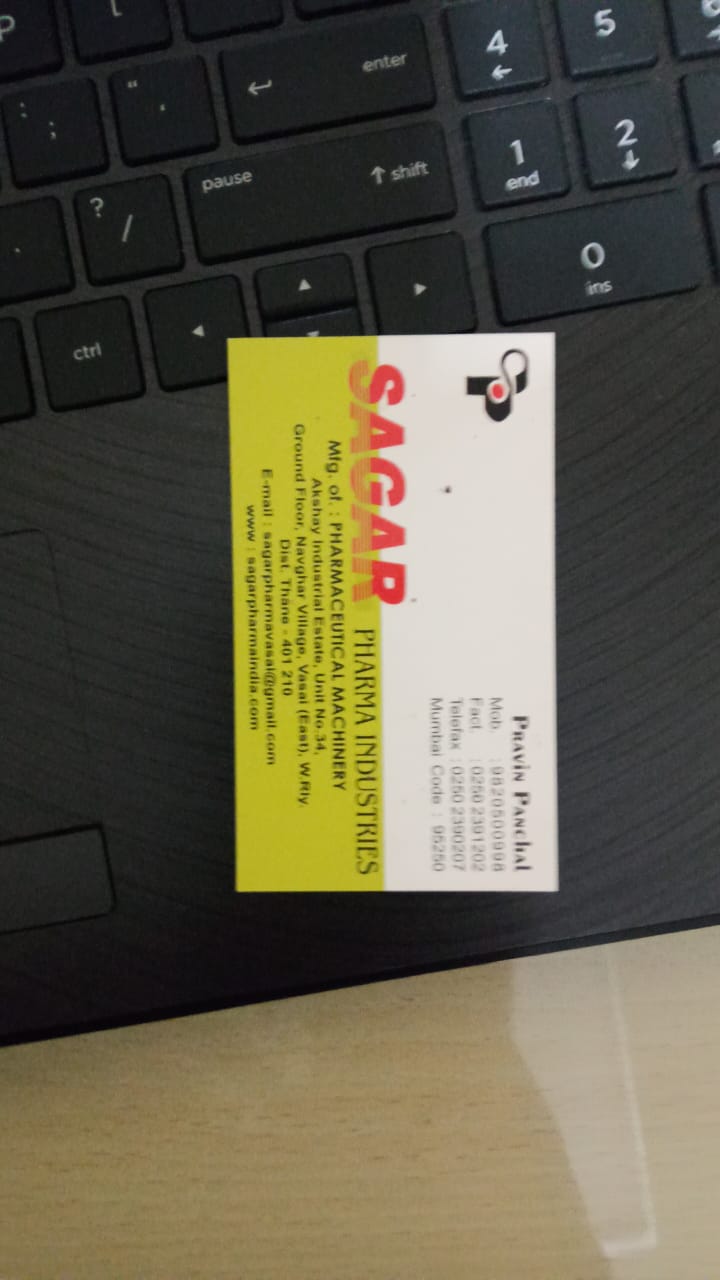 P
[
4
5
enter
:
;
"
'
1
end
2
pause
shift
?
/
0
ins
.
ctrl
SP
Pravin Panchal
Mob. : 9820500998
Fact. : 0250 2391202
Telefax : 0250 2390207
Mumbai Code : 95250
SAGAR PHARMA INDUSTRIES
Mfg. of. : PHARMACEUTICAL MACHINERY
Akshay Industrial Estate, Unit No.34,
Ground Floor, Navghar Village, Vasai (East), W.Rly.
Dist. Thane - 401 210
E-mail : sagarpharmavasai@gmail.com
www : sagarpharmaindia.com